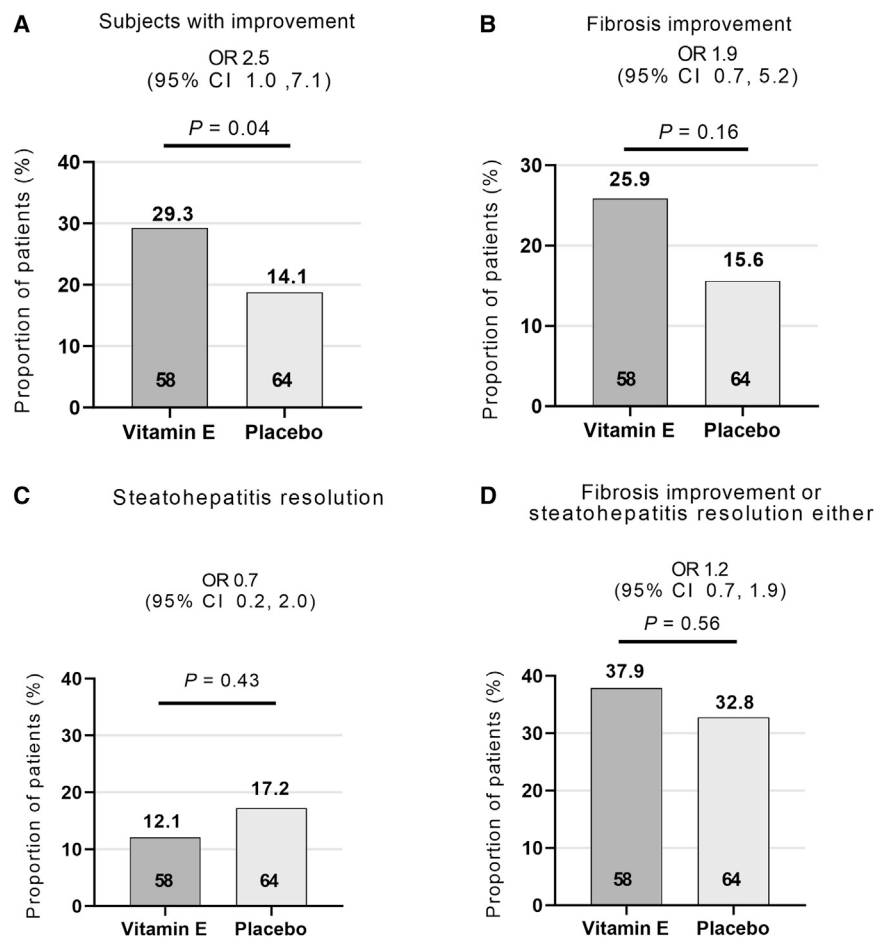 A
Subjects with improvement
OR 2.5
(95% CI 1.0 ,7.1)
P = 0.04
Proportion of patients (%)
40
30
20
10
0
29.3
14.1
58
64
Vitamin E
Placebo
B
Fibrosis improvement
OR 1.9
(95% CI 0.7, 5.2)
P = 0.16
Proportion of patients (%)
30
20
10
0
25.9
15.6
58
64
Vitamin E
Placebo
C
Steatohepatitis resolution
OR 0.7
(95% CI 0.2, 2.0)
P = 0.43
Proportion of patients (%)
40
30
20
10
0
12.1
17.2
58
64
Vitamin E
Placebo
D
Fibrosis improvement or
steatohepatitis resolution either
OR 1.2
(95% CI 0.7, 1.9)
P = 0.56
Proportion of patients (%)
40
30
20
10
0
37.9
32.8
58
64
Vitamin E
Placebo